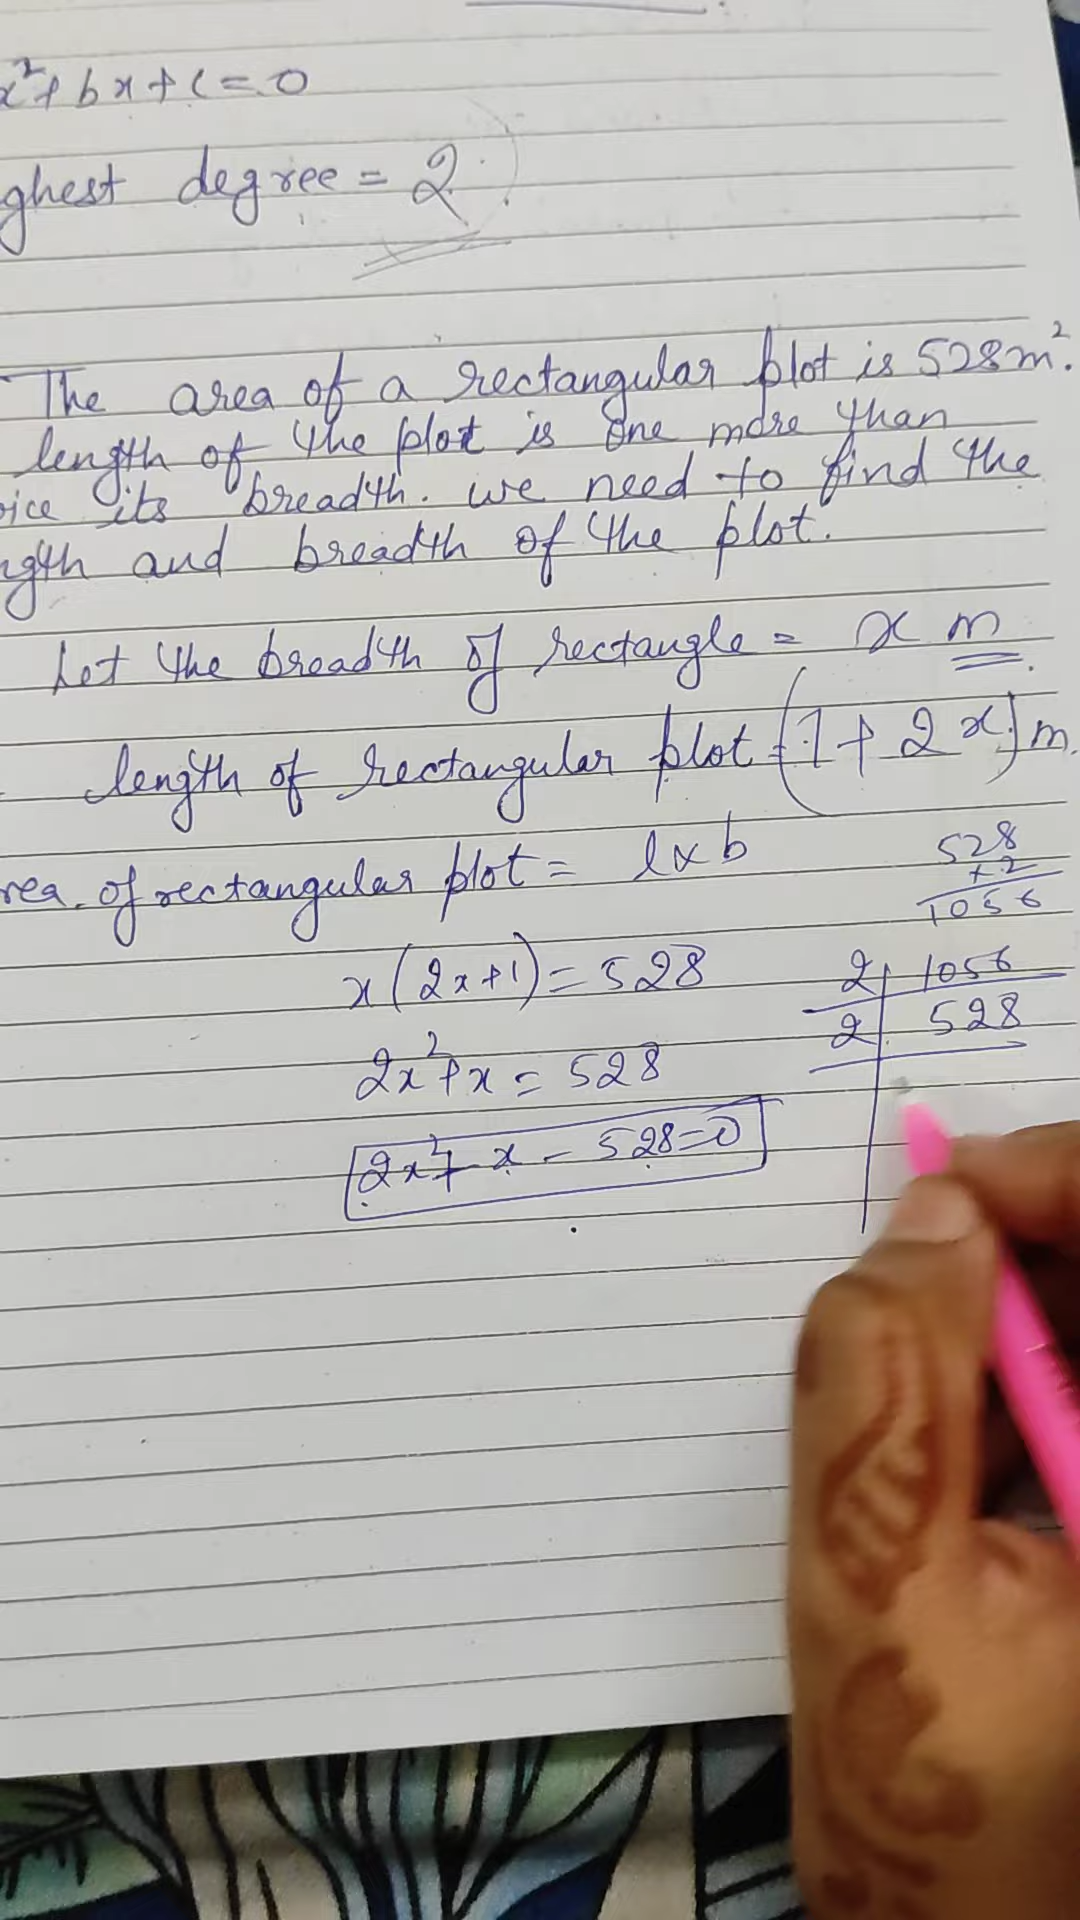 x²+bx+c=0
ghest degree = 2
The area of a rectangular plot is 528m².
length of the plot is one more than
ice its breadth. we need to find the
ngth and breadth of the plot.
Let the breadth of rectangle = x m
length of rectangular plot = (1+2x) m.
rea of rectangular plot = l×b
528
×2
1056
x(2x+1)=528
2 1056
2x²+x=528
2 528
2x²+x-528=0